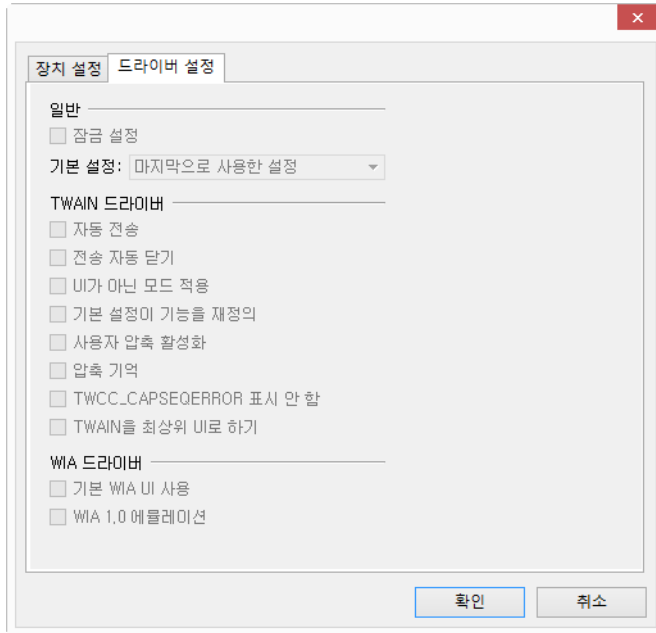 장치 설정 드라이버 설정
일반
잠금 설정
기본 설정: 마지막으로 사용한 설정
TWAIN 드라이버
자동 전송
전송 자동 닫기
UI가 아닌 모드 적용
기본 설정이 기능을 재정의
사용자 압축 활성화
압축 기억
TWCC_CAPSEQERROR 표시 안 함
TWAIN을 최상위 UI로 하기
WIA 드라이버
기본 WIA UI 사용
WIA 1.0 에뮬레이션
확인 취소